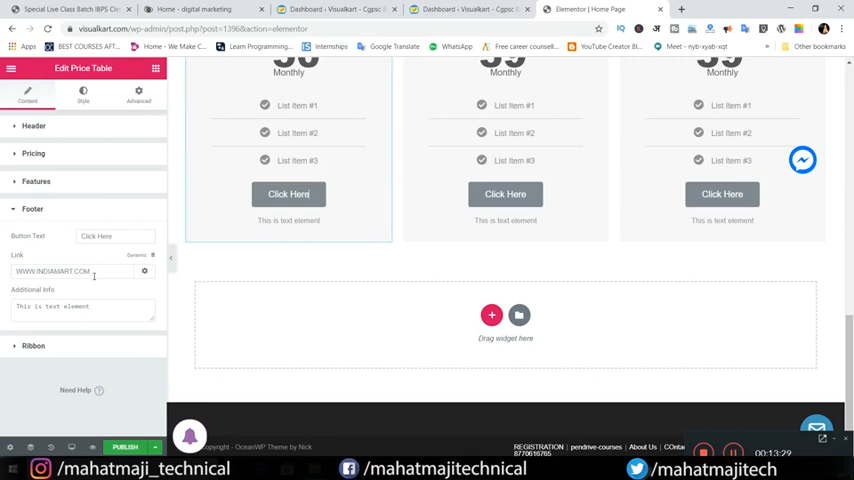 Special Live Class Batch IBPS Cle
Home - digital marketing
Dashboard ‹ Visualkart - Cgpsc B
Dashboard ‹ Visualkart - Cgpsc B
Elementor | Home Page
visualkart.com/wp-admin/post.php?post=1396&action=elementor
Apps
BEST COURSES AFT...
Home - We Make C...
Learn Programming...
Internships
Google Translate
WhatsApp
Free career counsell...
YouTube Creator Bl...
Meet - nyb-xyab-xqt
Other bookmarks
Edit Price Table
Content
Style
Advanced
Header
Pricing
Features
Footer
Button Text
Click Here
Link
Dynamic
WWW.INDIAMART.COM
Additional Info
This is text element
Ribbon
Need Help
PUBLISH
Monthly
List Item #1
List Item #2
List Item #3
Click Here
This is text element
39
Monthly
List Item #1
List Item #2
List Item #3
Click Here
This is text element
39
Monthly
List Item #1
List Item #2
List Item #3
Click Here
This is text element
Drag widget here
opyright - OceanWP Theme by Nick
REGISTRATION | pendrive-courses | About Us | COntac
8770616765
00:13:29
/mahatmaji_technical
/mahatmajitechnical
/mahatmajitech